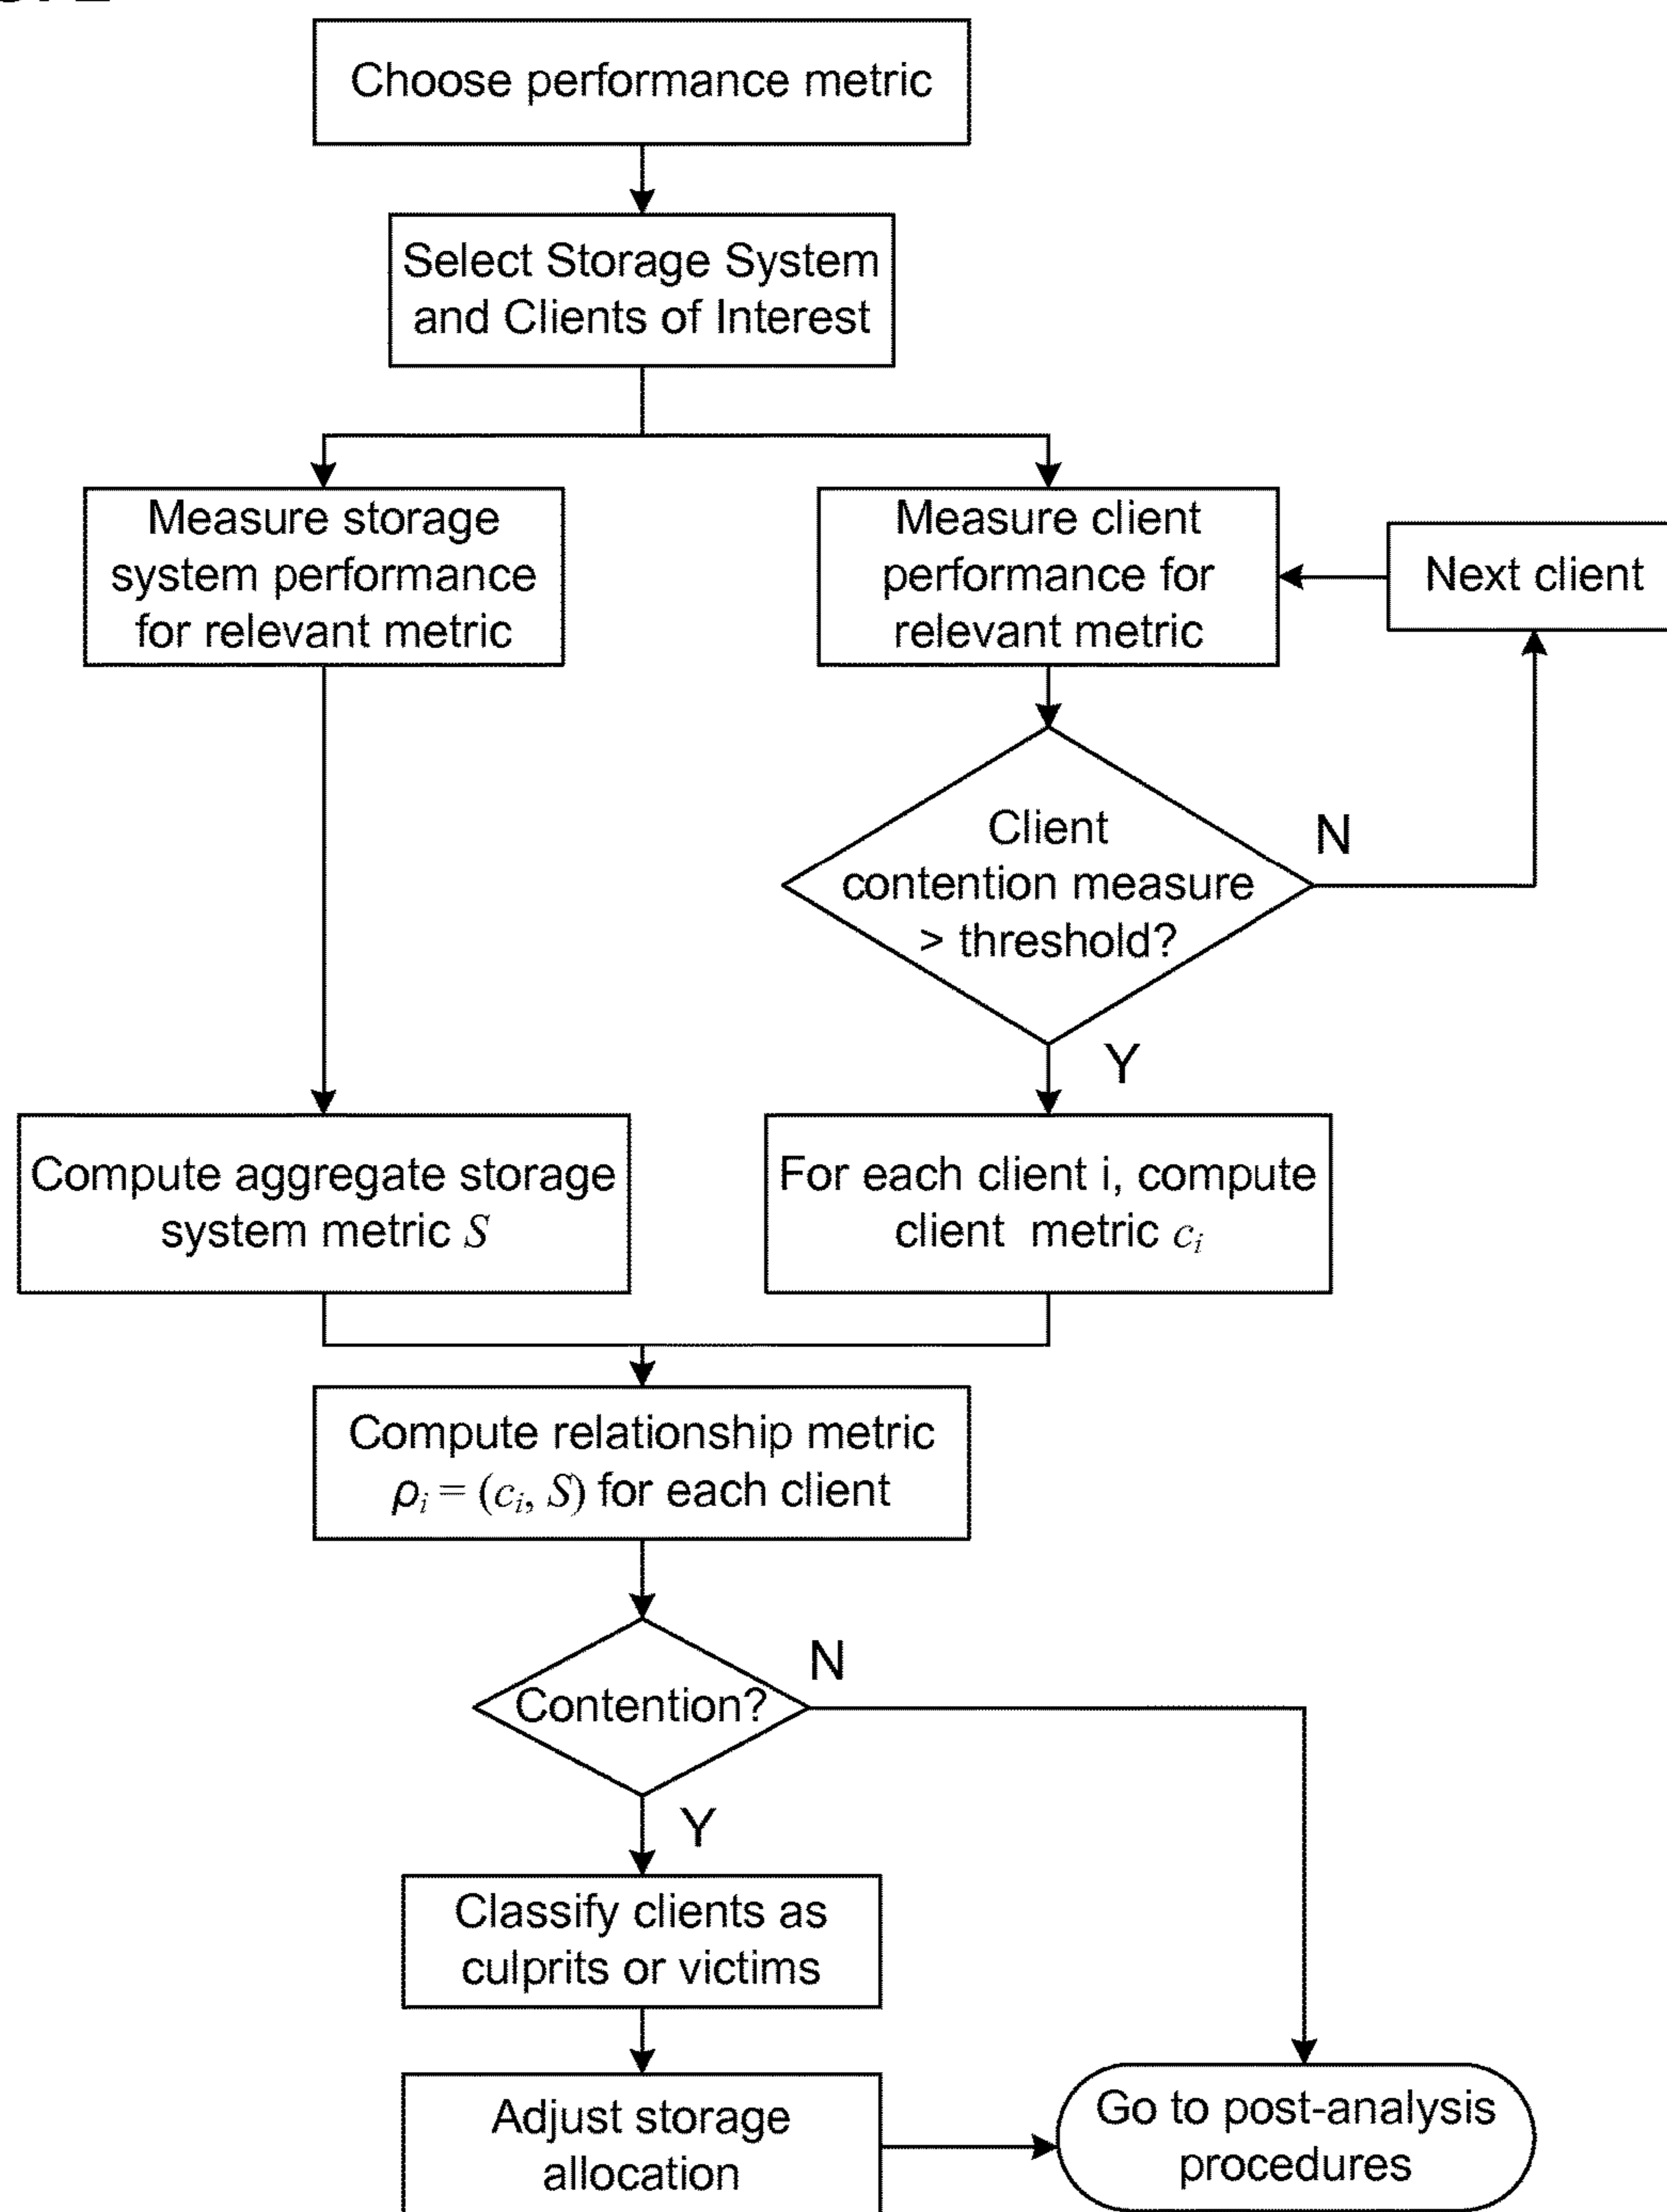 Choose performance metric
Select Storage System
and Clients of Interest
Measure storage
system performance
for relevant metric
Measure client
performance for
relevant metric
Next client
Client
contention measure
> threshold?
N
Y
Compute aggregate storage
system metric S
For each client i, compute
client metric cᵢ
Compute relationship metric
ρᵢ = (cᵢ, S) for each client
Contention?
N
Y
Classify clients as
culprits or victims
Adjust storage
allocation
Go to post-analysis
procedures